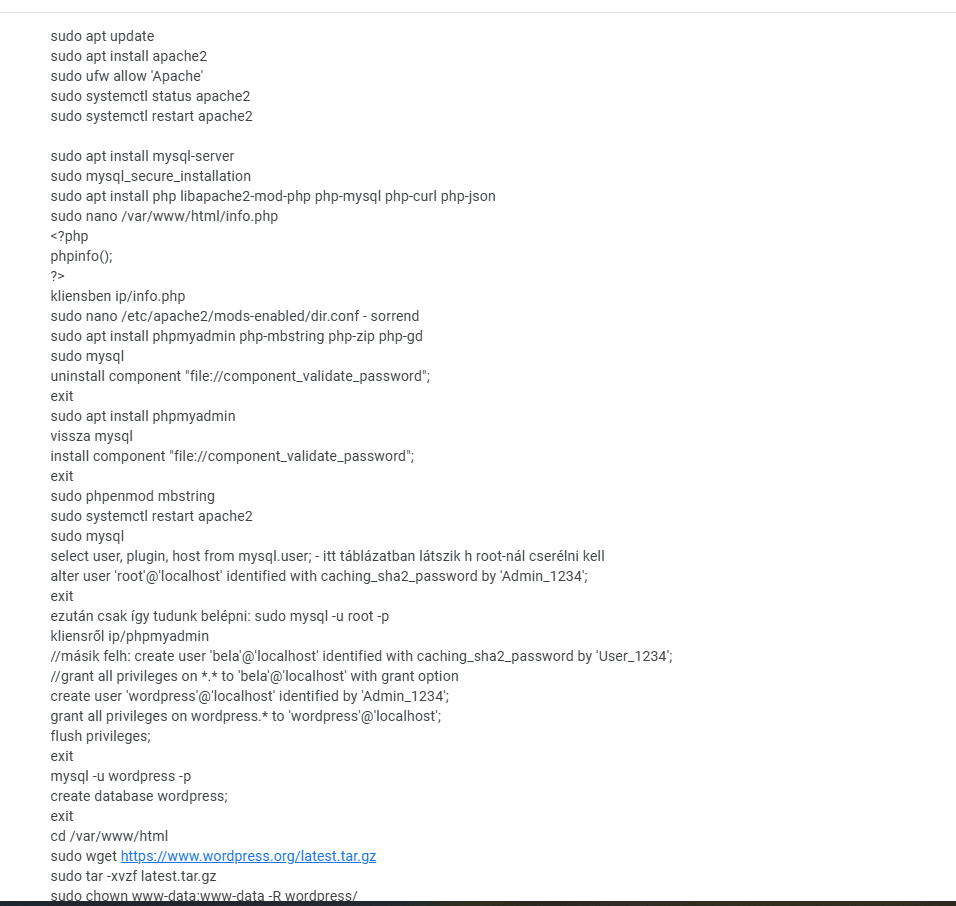 sudo apt update
sudo apt install apache2
sudo ufw allow 'Apache'
sudo systemctl status apache2
sudo systemctl restart apache2
sudo apt install mysql-server
sudo mysql_secure_installation
sudo apt install php libapache2-mod-php php-mysql php-curl php-json
sudo nano /var/www/html/info.php
<?php
phpinfo();
?>
kliensben ip/info.php
sudo nano /etc/apache2/mods-enabled/dir.conf - sorrend
sudo apt install phpmyadmin php-mbstring php-zip php-gd
sudo mysql
uninstall component "file://component_validate_password";
exit
sudo apt install phpmyadmin
vissza mysql
install component "file://component_validate_password";
exit
sudo phpenmod mbstring
sudo systemctl restart apache2
sudo mysql
select user, plugin, host from mysql.user; - itt táblázatban látszik h root-nál cserélni kell
alter user 'root'@'localhost' identified with caching_sha2_password by 'Admin_1234';
exit
ezután csak így tudunk belépni: sudo mysql -u root -p
kliensről ip/phpmyadmin
//másik felh: create user 'bela'@'localhost' identified with caching_sha2_password by 'User_1234';
//grant all privileges on *.* to 'bela'@'localhost' with grant option
create user 'wordpress'@'localhost' identified by 'Admin_1234';
grant all privileges on wordpress.* to 'wordpress'@'localhost';
flush privileges;
exit
mysql -u wordpress -p
create database wordpress;
exit
cd /var/www/html
sudo wget https://www.wordpress.org/latest.tar.gz
sudo tar -xvzf latest.tar.gz
sudo chown www-data:www-data -R wordpress/